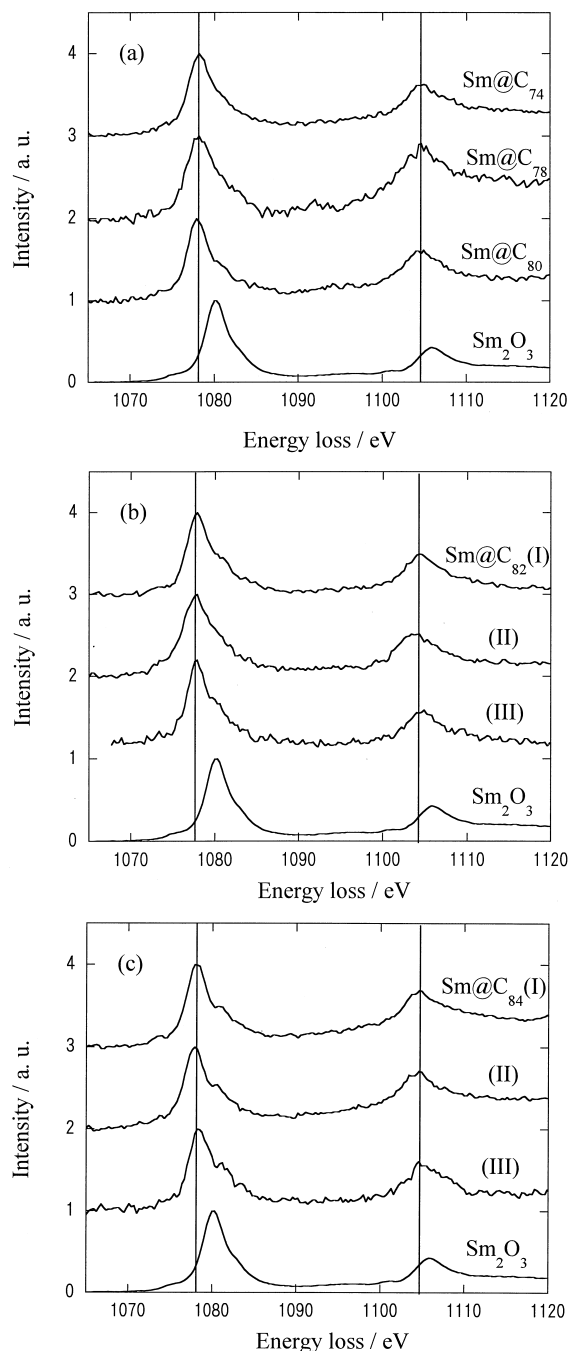 (a)
4
3
2
1
0
Intensity / a. u.
Sm@C74
Sm@C78
Sm@C80
Sm2O3
1070 1080 1090 1100 1110 1120
Energy loss / eV
(b)
4
3
2
1
0
Intensity / a. u.
Sm@C82(I)
(II)
(III)
Sm2O3
1070 1080 1090 1100 1110 1120
Energy loss / eV
(c)
4
3
2
1
0
Intensity / a. u.
Sm@C84(I)
(II)
(III)
Sm2O3
1070 1080 1090 1100 1110 1120
Energy loss / eV